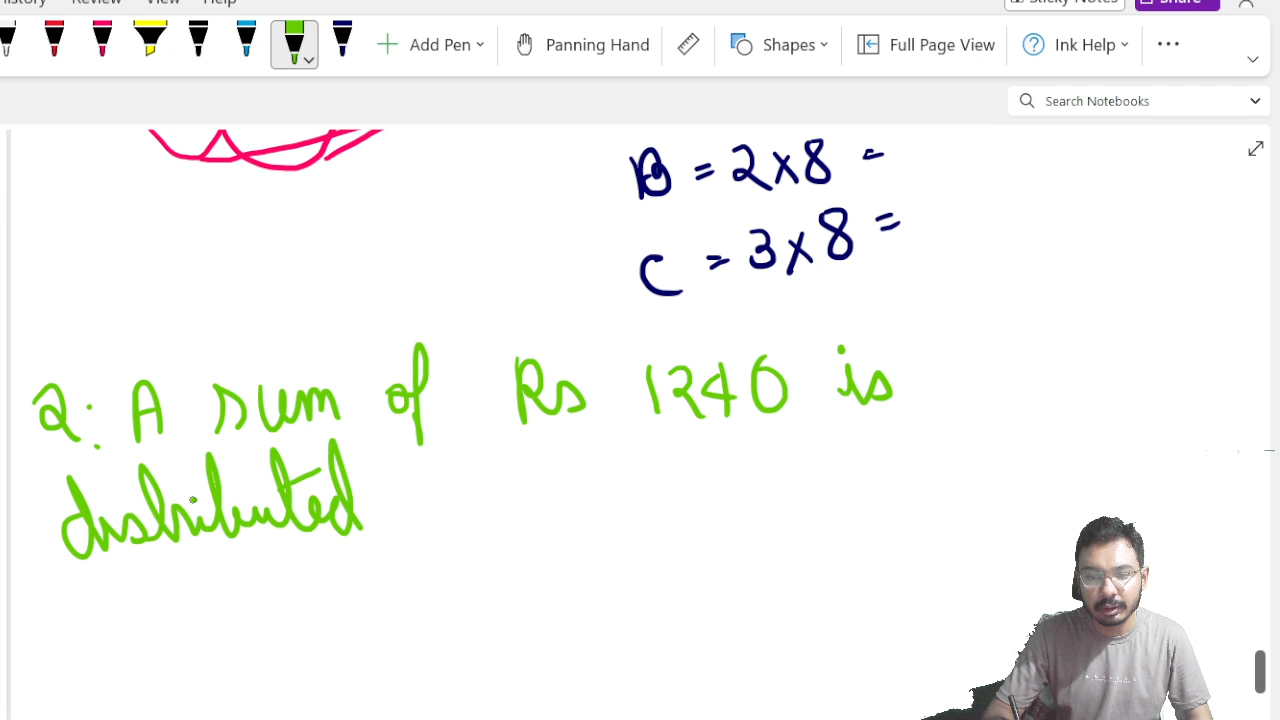 History Review View Help
Sticky Notes Share
Add Pen Panning Hand Shapes Full Page View Ink Help
Search Notebooks
B = 2x8 =
C = 3x8 =
Q: A sum of Rs 1240 is
distributed